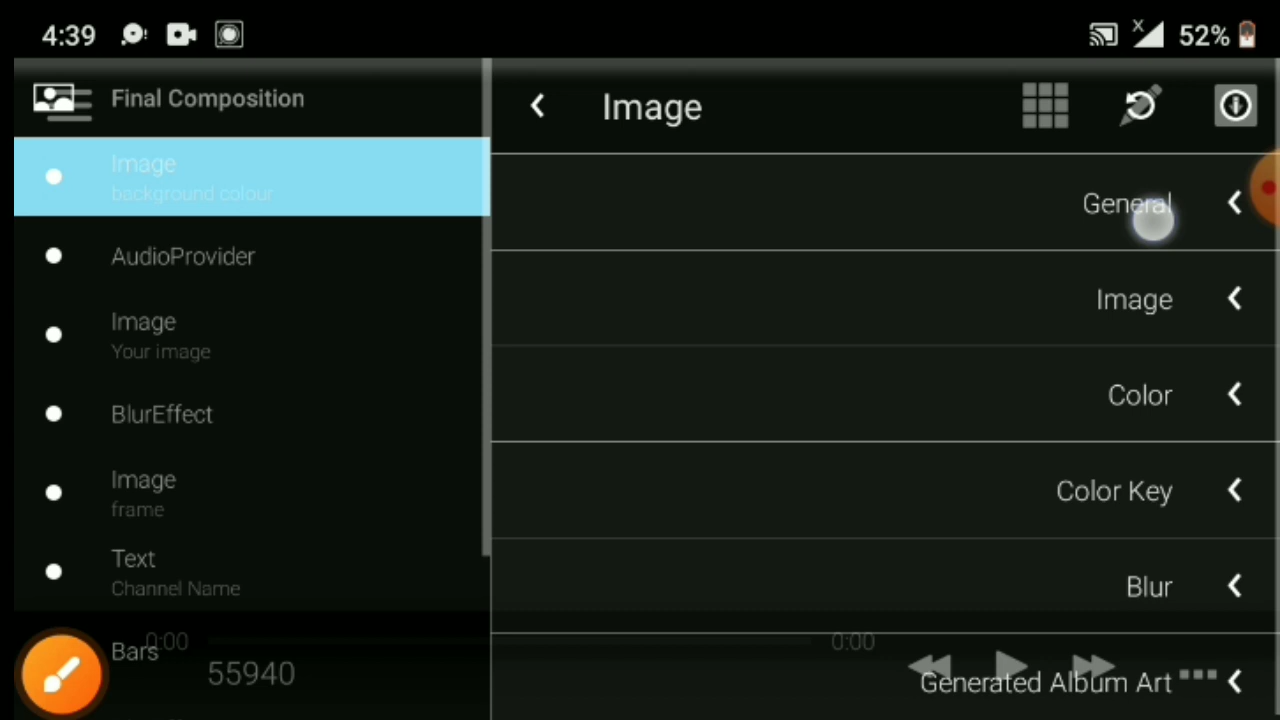 4:39
52%
Final Composition
Image
background colour
AudioProvider
Image
Your image
BlurEffect
Image
frame
Text
Channel Name
Bars
0:00
55940
Image
General
Image
Color
Color Key
Blur
0:00
Generated Album Art